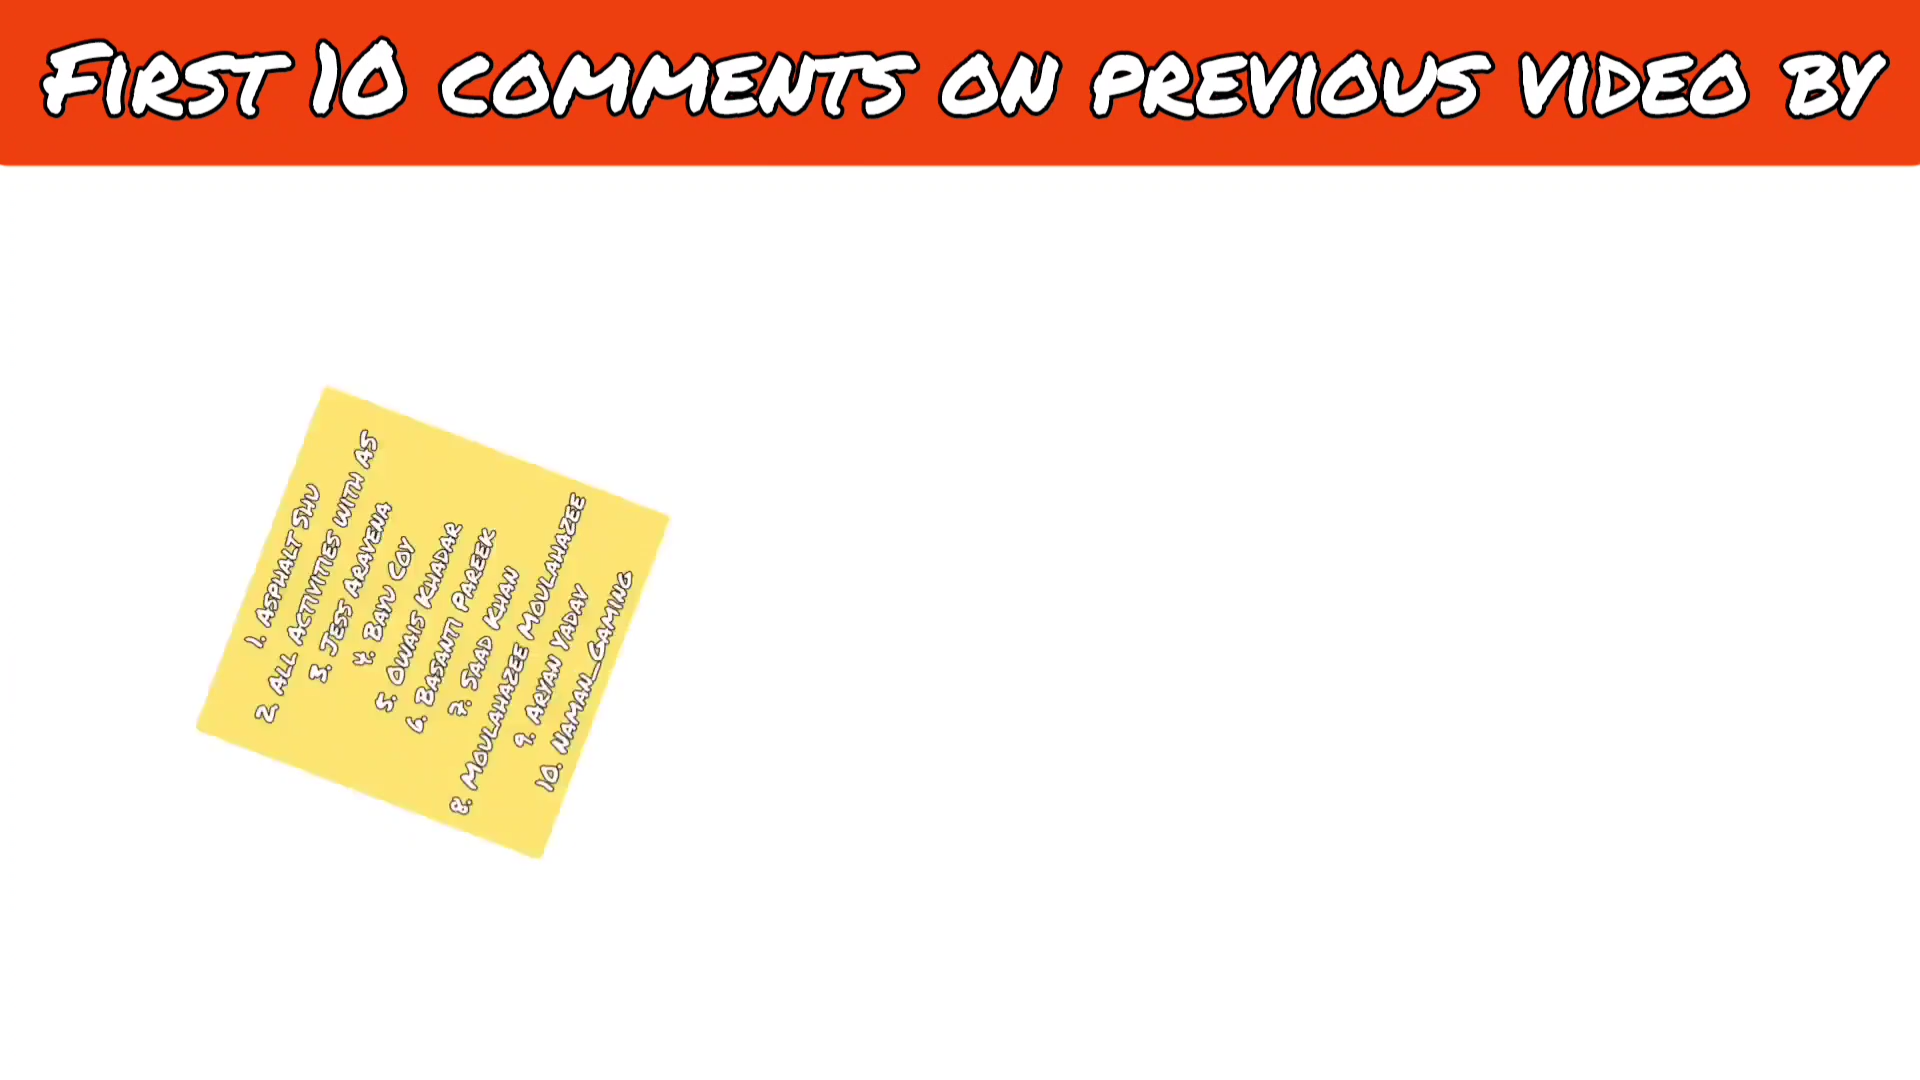 First 10 comments on previous video by
1. Asphalt Shu
2. All Activities with AS
3. Jess Aravena
4. Bayu Coy
5. Owais Khadar
6. Basanti Pareek
7. Saad Khan
8. Moulahazee Moulahazee
9. Aryan Yadav
10. Naman_Gaming